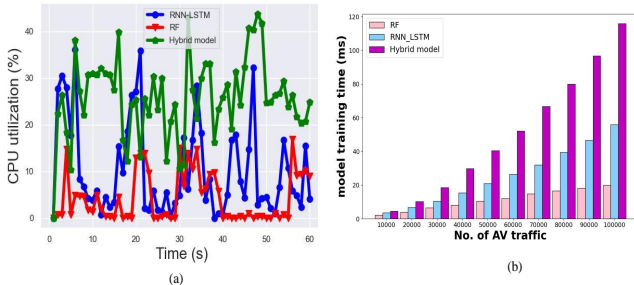 RNN-LSTM
RF
Hybrid model
CPU utilization (%)
40
30
20
10
0
0
10
20
30
40
50
60
Time (s)
(a)
RF
RNN_LSTM
Hybrid model
model training time (ms)
120
100
80
60
40
20
0
10000 20000 30000 40000 50000 60000 70000 80000 90000 100000
No. of AV traffic
(b)